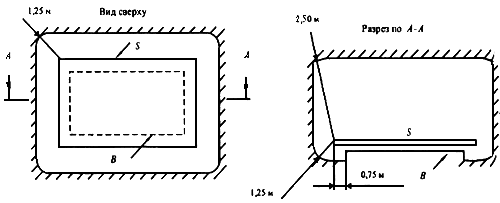 Вид сверху
1,25 м
S
A
A
B
Разрез по A-A
2,50 м
S
1,25 м
0,75 м
B